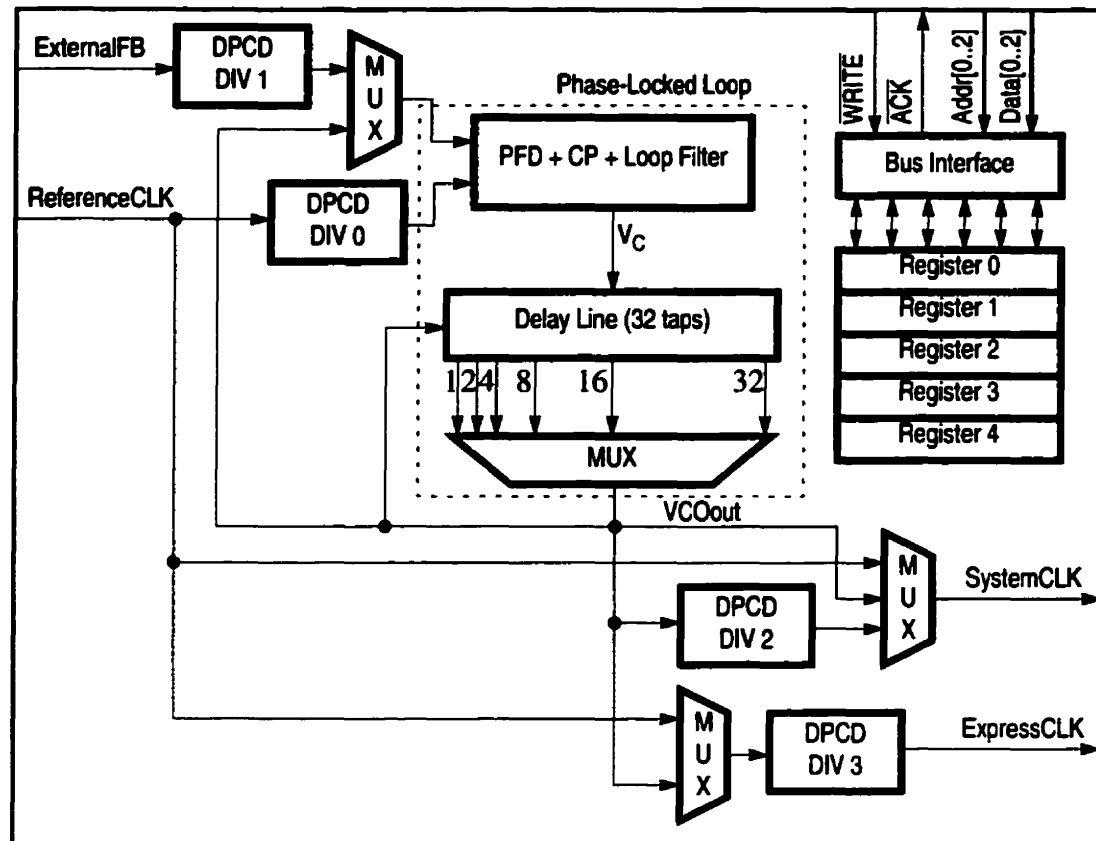 ExternalFB
DPCD
DIV 1
M
U
X
Phase-Locked Loop
WRITE
ACK
Addr[0..2]
Data[0..2]
PFD + CP + Loop Filter
Bus Interface
ReferenceCLK
DPCD
DIV 0
VC
Register 0
Register 1
Register 2
Register 3
Register 4
Delay Line (32 taps)
1 2 4 8 16 32
MUX
VCOout
M
U
X
SystemCLK
DPCD
DIV 2
M
U
X
DPCD
DIV 3
ExpressCLK